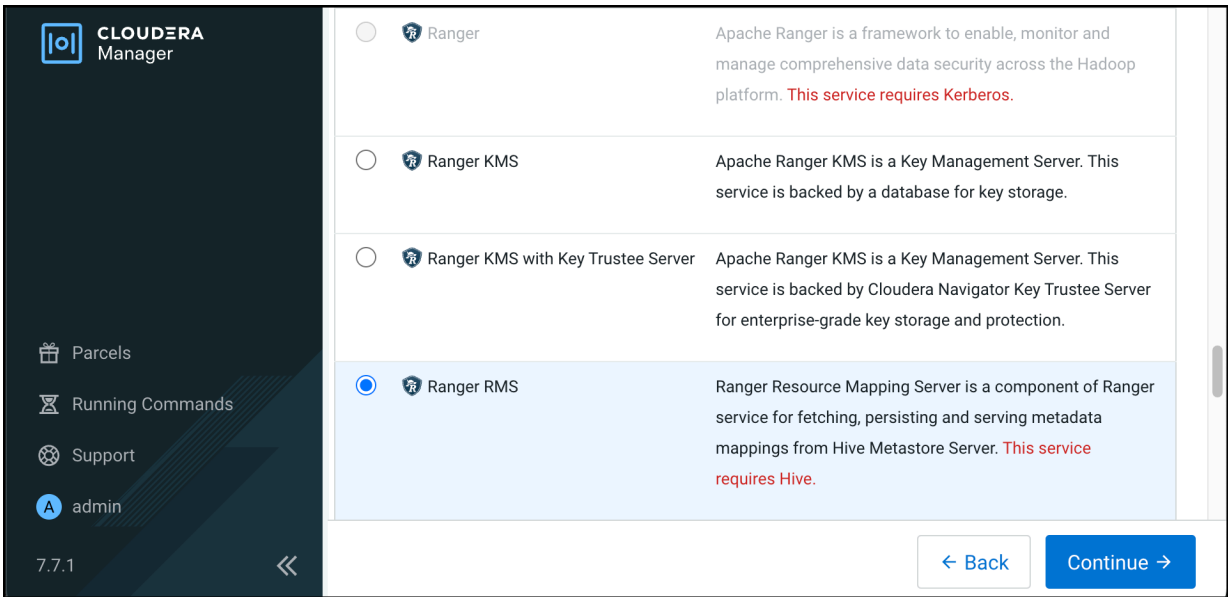 CLOUDERA
Manager
Ranger
Apache Ranger is a framework to enable, monitor and
manage comprehensive data security across the Hadoop
platform. This service requires Kerberos.
Ranger KMS
Apache Ranger KMS is a Key Management Server. This
service is backed by a database for key storage.
Ranger KMS with Key Trustee Server
Apache Ranger KMS is a Key Management Server. This
service is backed by Cloudera Navigator Key Trustee Server
for enterprise-grade key storage and protection.
Ranger RMS
Ranger Resource Mapping Server is a component of Ranger
service for fetching, persisting and serving metadata
mappings from Hive Metastore Server. This service
requires Hive.
Parcels
Running Commands
Support
A admin
7.7.1
← Back
Continue →